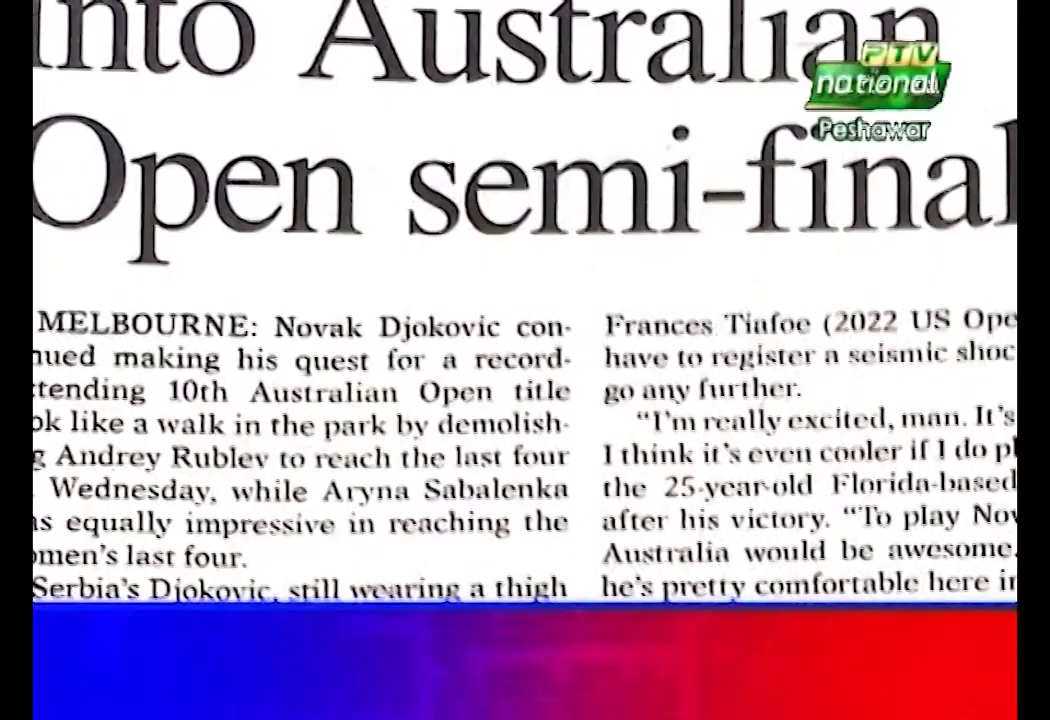 into Australian
Open semi-final
PTV
national
Peshawar
MELBOURNE: Novak Djokovic con-
nued making his quest for a record-
tending 10th Australian Open title
ok like a walk in the park by demolish-
g Andrey Rublev to reach the last four
Wednesday, while Aryna Sabalenka
as equally impressive in reaching the
omen's last four.
Serbia's Djokovic, still wearing a thigh
Frances Tiafoe (2022 US Ope
have to register a seismic shoc
go any further.
"I'm really excited, man. It's
I think it's even cooler if I do pl
the 25-year-old Florida-based
after his victory. "To play Nov
Australia would be awesome.
he's pretty comfortable here in